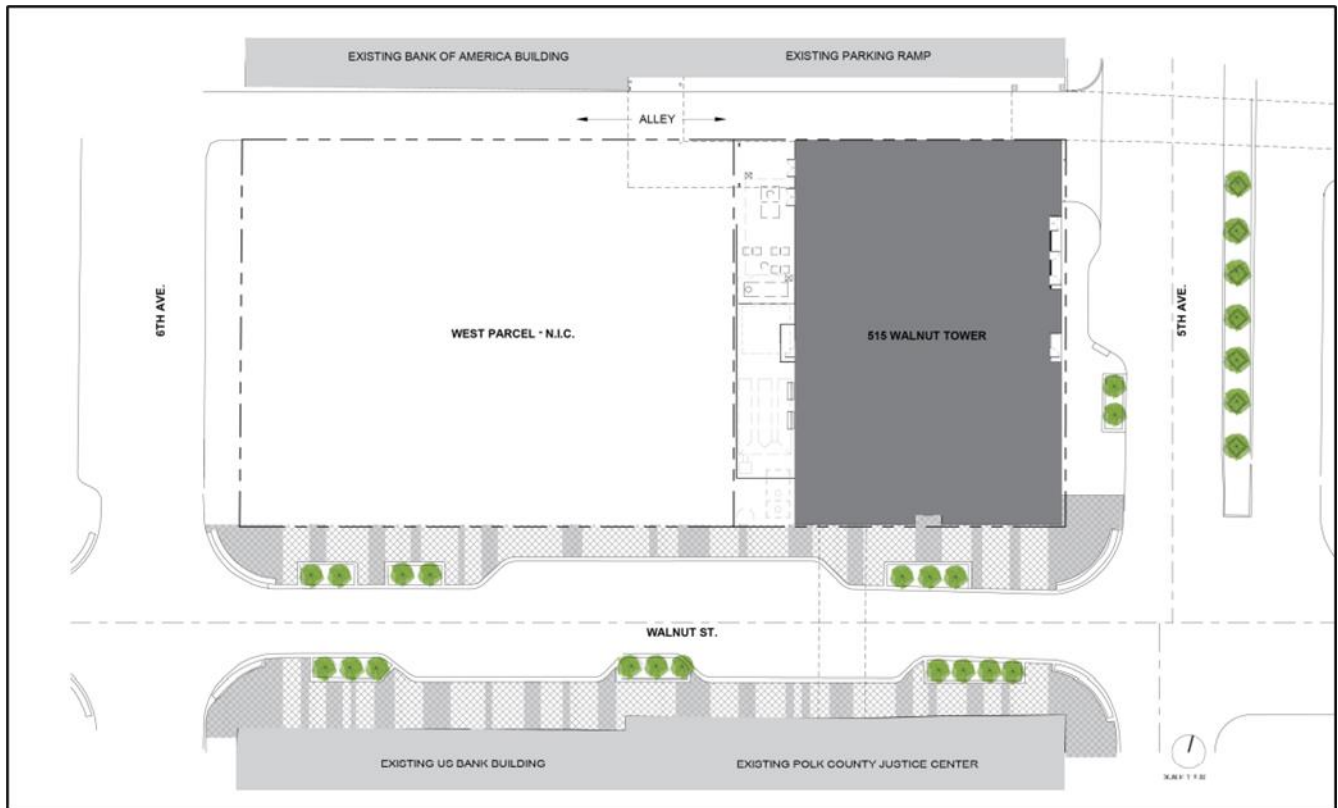 EXISTING BANK OF AMERICA BUILDING
EXISTING PARKING RAMP
ALLEY
6TH AVE.
WEST PARCEL - N.I.C.
515 WALNUT TOWER
5TH AVE.
WALNUT ST.
EXISTING US BANK BUILDING
EXISTING POLK COUNTY JUSTICE CENTER